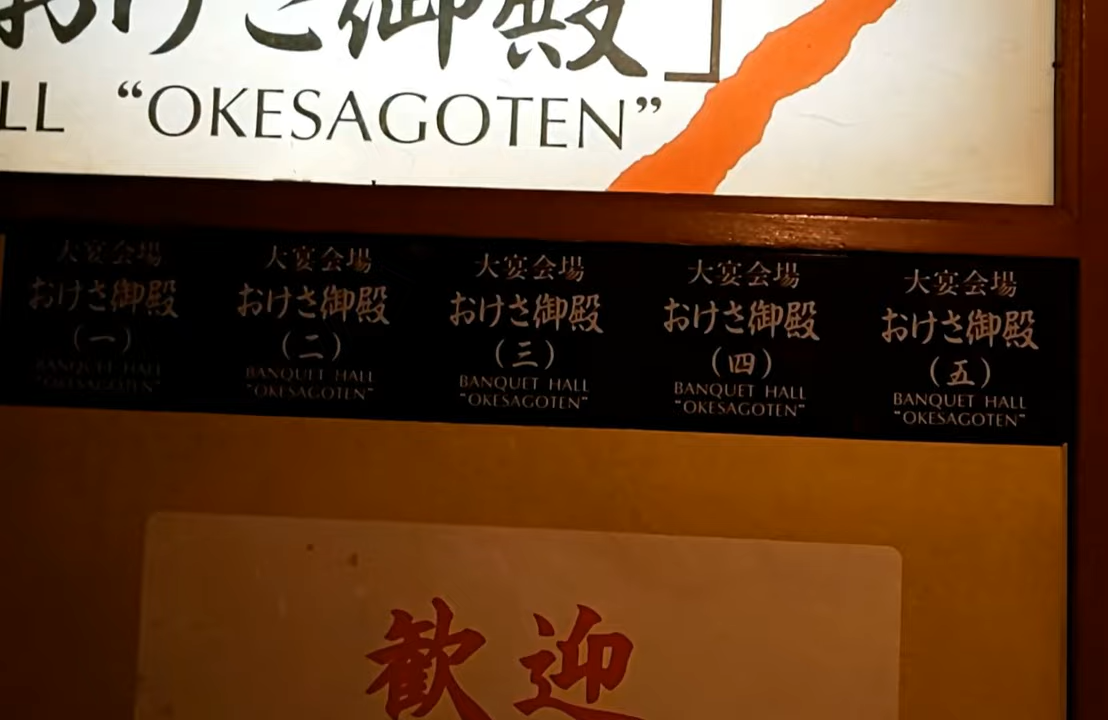 おけさ御殿」
LL “OKESAGOTEN”
大宴会場
おけさ御殿
(一)
BANQUET HALL
"OKESAGOTEN"
大宴会場
おけさ御殿
(二)
BANQUET HALL
"OKESAGOTEN"
大宴会場
おけさ御殿
(三)
BANQUET HALL
"OKESAGOTEN"
大宴会場
おけさ御殿
(四)
BANQUET HALL
"OKESAGOTEN"
大宴会場
おけさ御殿
(五)
BANQUET HALL
"OKESAGOTEN"
歓迎